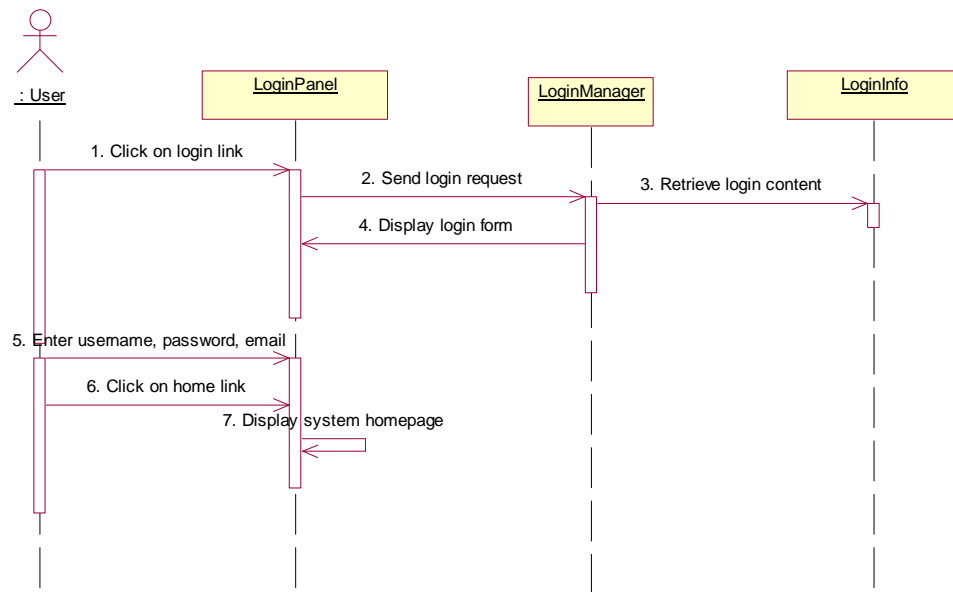 : User
LoginPanel
LoginManager
LoginInfo
1. Click on login link
2. Send login request
3. Retrieve login content
4. Display login form
5. Enter username, password, email
6. Click on home link
7. Display system homepage